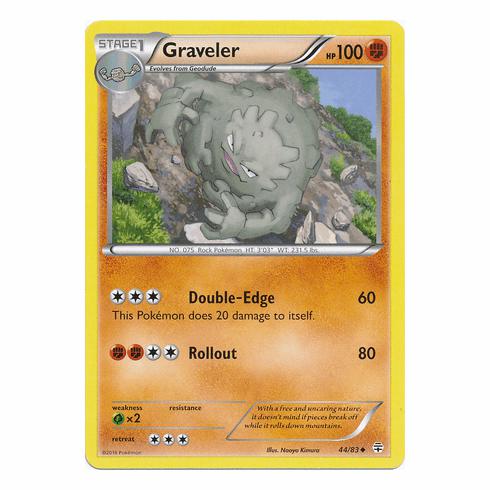 STAGE1 Graveler HP100
Evolves from Geodude
NO. 075 Rock Pokémon HT: 3'03" WT: 231.5 lbs.
Double-Edge 60
This Pokémon does 20 damage to itself.
Rollout 80
weakness resistance
×2
retreat
With a free and uncaring nature,
it doesn't mind if pieces break off
while it rolls down mountains.
©2016 Pokémon
Illus. Naoyo Kimura
44/83